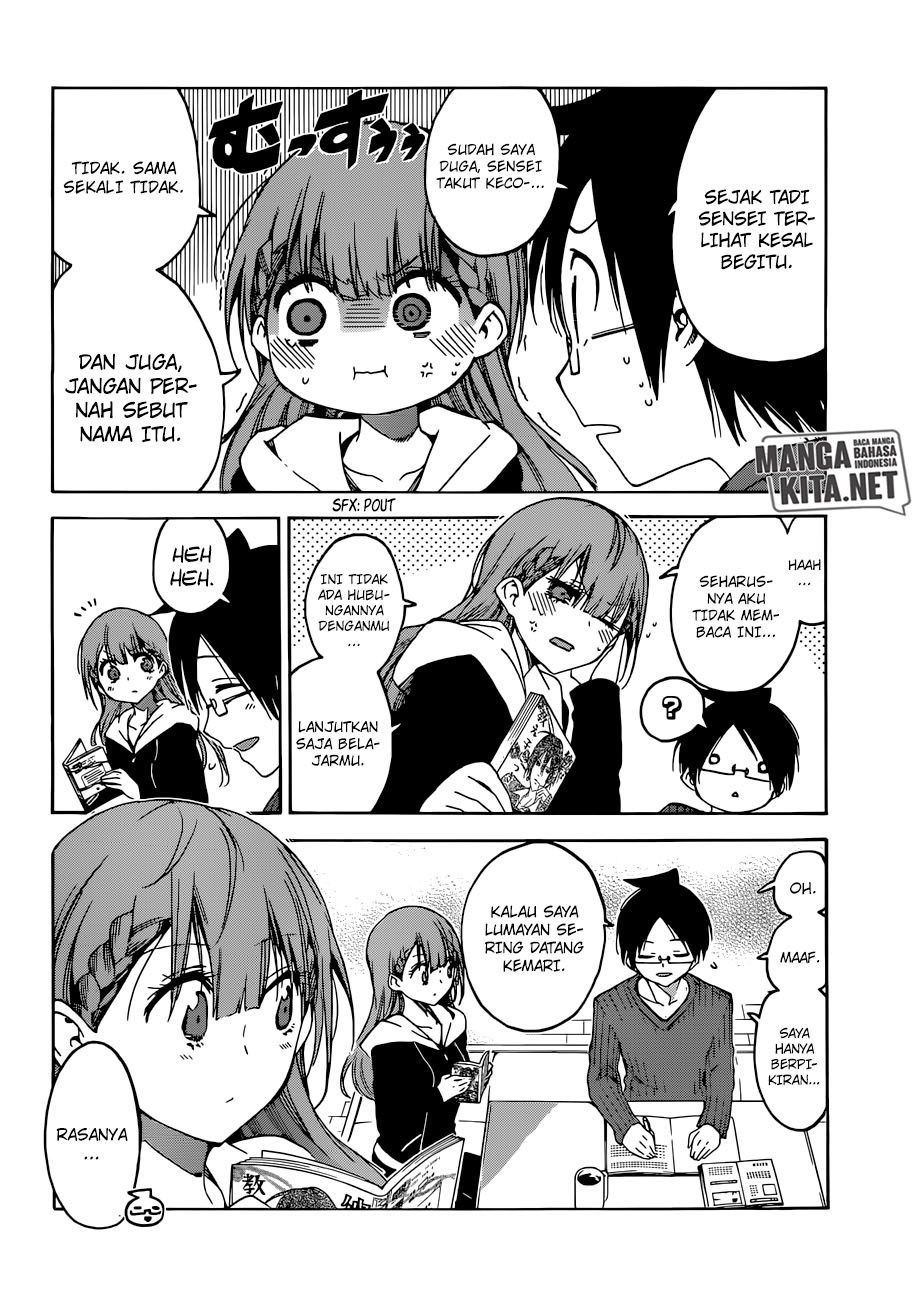 SEJAK TADI
SENSEI TER-
LIHAT KESAL
BEGITU.
SUDAH SAYA
DUGA, SENSEI
TAKUT KECO-...
むっすぅぅ
TIDAK. SAMA
SEKALI TIDAK.
DAN JUGA,
JANGAN PER-
NAH SEBUT
NAMA ITU.
MANGA
KITA.NET
BACA MANGA
BAHASA
INDONESIA
SFX: POUT
HAAH
...
SEHARUS-
NYA AKU
TIDAK MEM-
BACA INI...
?
INI TIDAK
ADA HUBU-
NGANNYA
DENGANMU
...
LANJUTKAN
SAJA BELA-
JARMU.
HEH
HEH.
OH.
MAAF.
SAYA
HANYA
BERPI-
KIRAN...
KALAU SAYA
LUMAYAN SE-
RING DATANG
KEMARI.
RASANYA
...
教